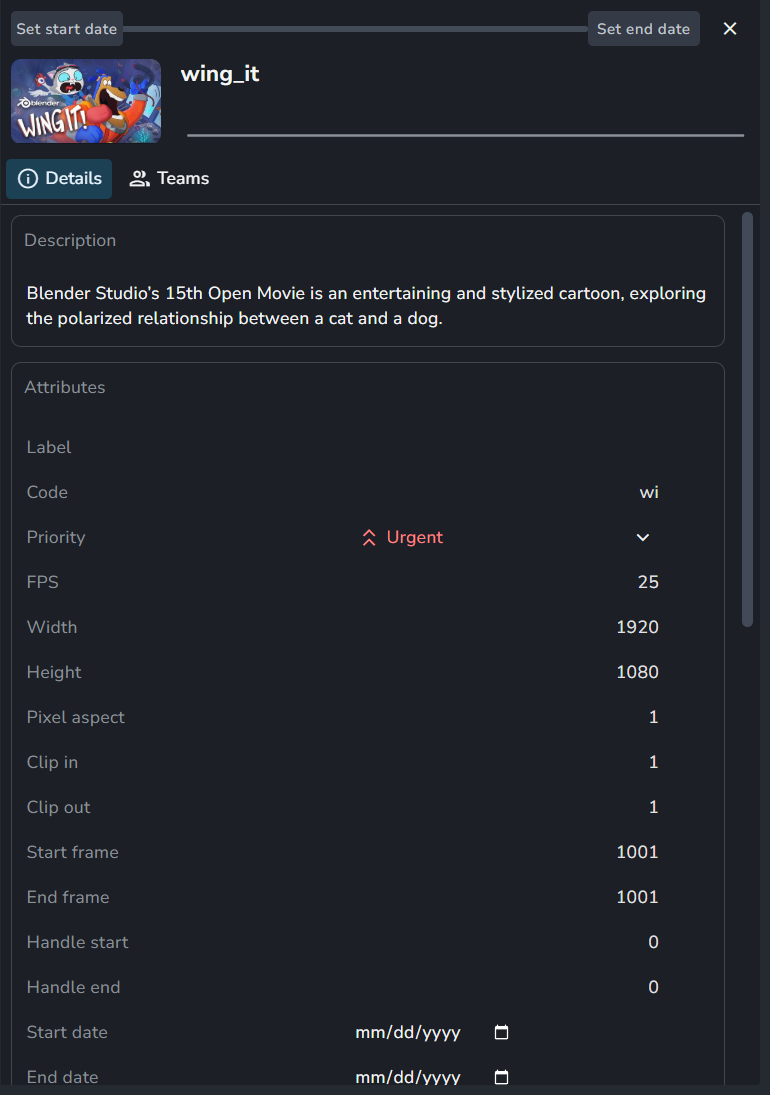 Set start date
Set end date
wing_it
blender
WING IT!
Details
Teams
Description
Blender Studio’s 15th Open Movie is an entertaining and stylized cartoon, exploring
the polarized relationship between a cat and a dog.
Attributes
Label
Code wi
Priority Urgent
FPS 25
Width 1920
Height 1080
Pixel aspect 1
Clip in 1
Clip out 1
Start frame 1001
End frame 1001
Handle start 0
Handle end 0
Start date mm/dd/yyyy
End date mm/dd/yyyy